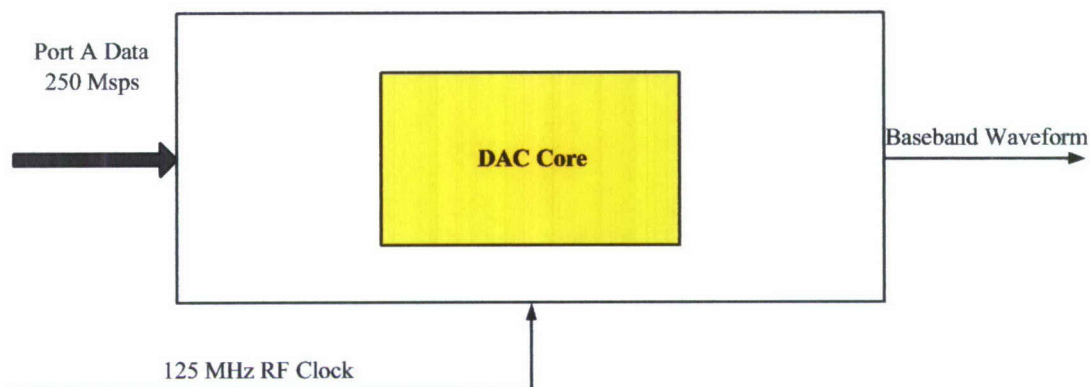 Port A Data
250 Msps
DAC Core
Baseband Waveform
125 MHz RF Clock